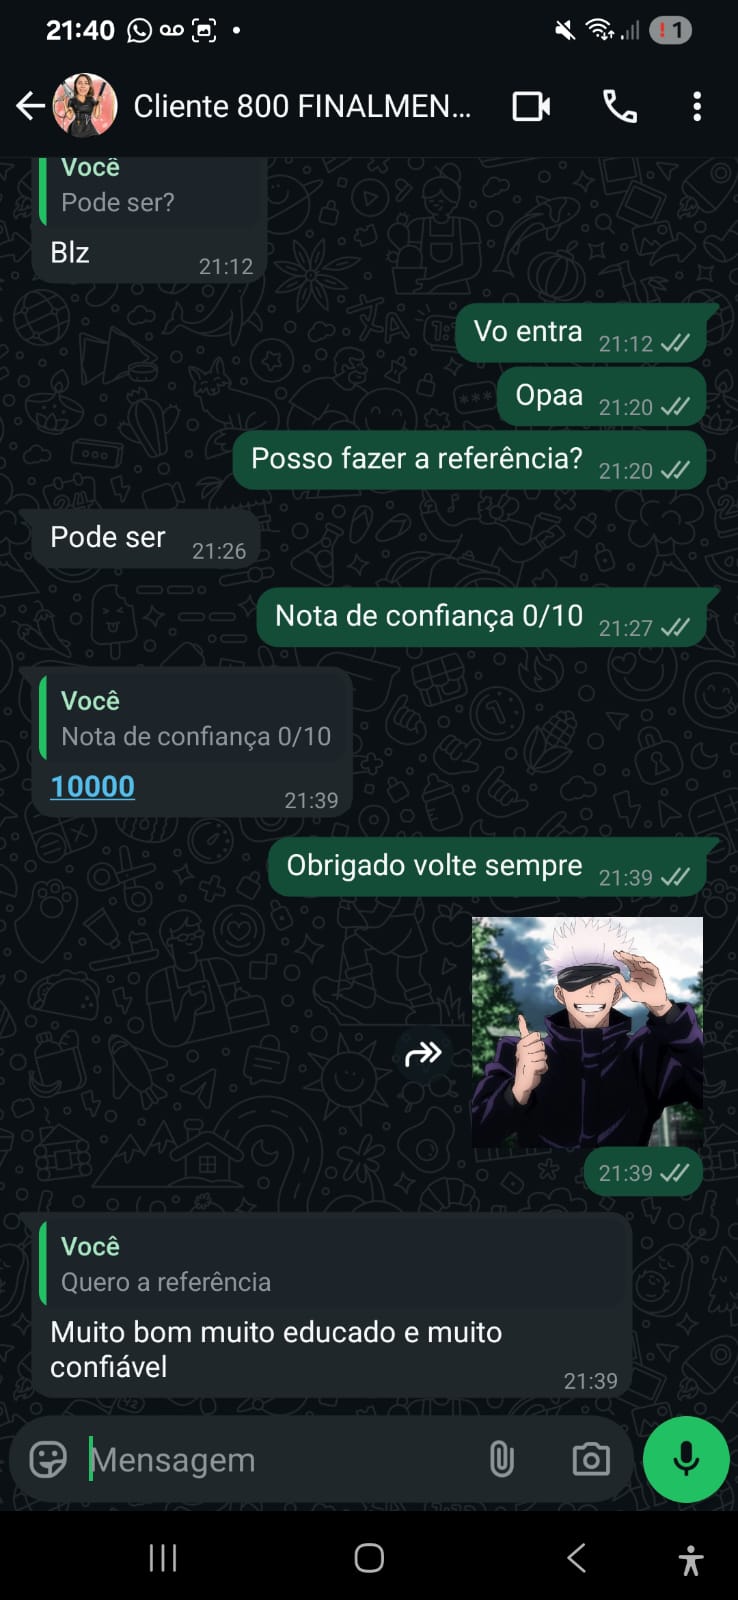 21:40
1
Cliente 800 FINALMEN...
Você
Pode ser?
Blz
21:12
Vo entra 21:12
Opaa 21:20
Posso fazer a referência? 21:20
Pode ser 21:26
Nota de confiança 0/10 21:27
Você
Nota de confiança 0/10
10000 21:39
Obrigado volte sempre 21:39
21:39
Você
Quero a referência
Muito bom muito educado e muito
confiável 21:39
Mensagem